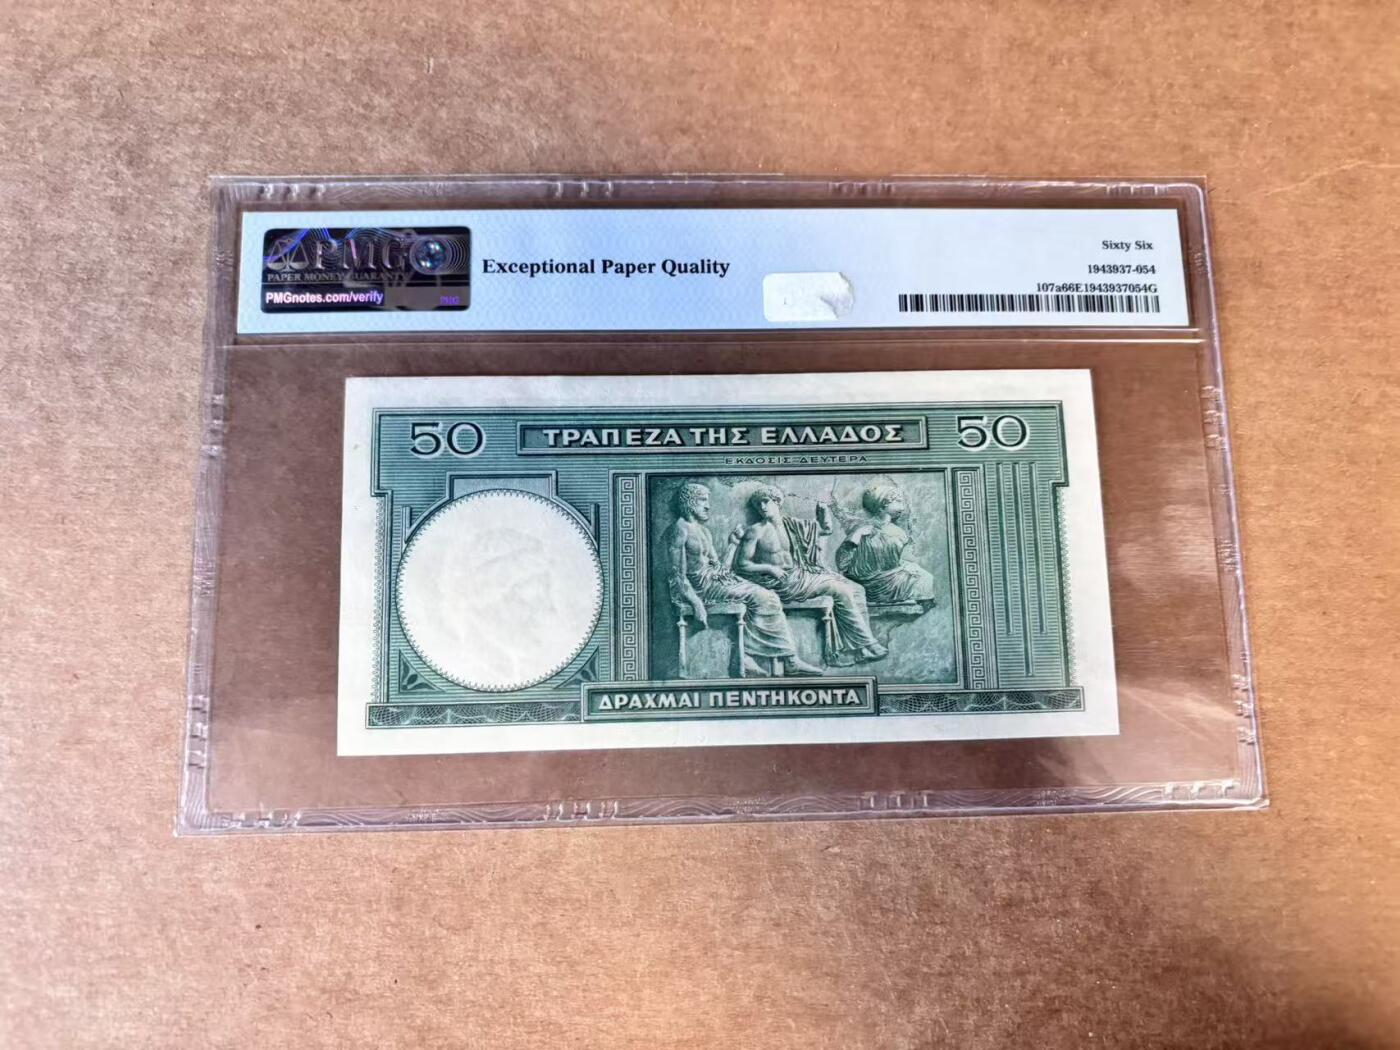 PMG
PAPER MONEY GUARANTY
PMGnotes.com/verify
PMG
Exceptional Paper Quality
Sixty Six
1943937-054
107a66E1943937054G
50
ΤΡΑΠΕΖΑ ΤΗΣ ΕΛΛΑΔΟΣ
50
ΕΚΔΟΣΙΣ ΔΕΥΤΕΡΑ
ΔΡΑΧΜΑΙ ΠΕΝΤΗΚΟΝΤΑ